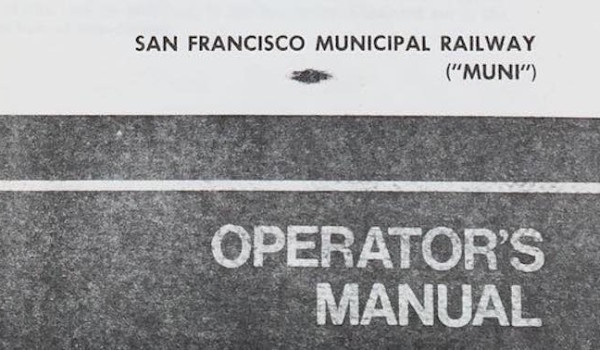 SAN FRANCISCO MUNICIPAL RAILWAY
("MUNI")
OPERATOR'S
MANUAL